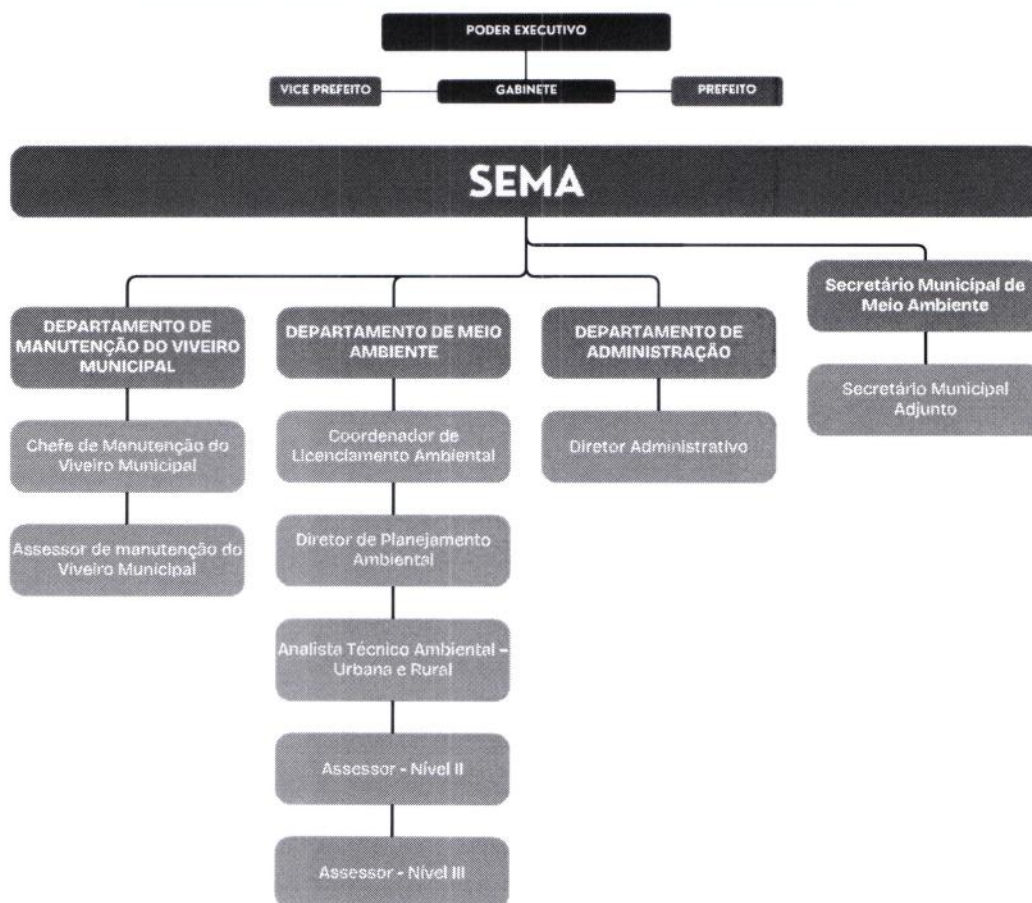 PODER EXECUTIVO
VICE PREFEITO
GABINETE
PREFEITO
SEMA
Secretário Municipal de
Meio Ambiente
DEPARTAMENTO DE
MANUTENÇÃO DO VIVEIRO
MUNICIPAL
DEPARTAMENTO DE MEIO
AMBIENTE
DEPARTAMENTO DE
ADMINISTRAÇÃO
Secretário Municipal
Adjunto
Chefe de Manutenção do
Viveiro Municipal
Coordenador de
Licenciamento Ambiental
Diretor Administrativo
Assessor de manutenção do
Viveiro Municipal
Diretor de Planejamento
Ambiental
Analista Técnico Ambiental –
Urbana e Rural
Assessor - Nível II
Assessor - Nível III